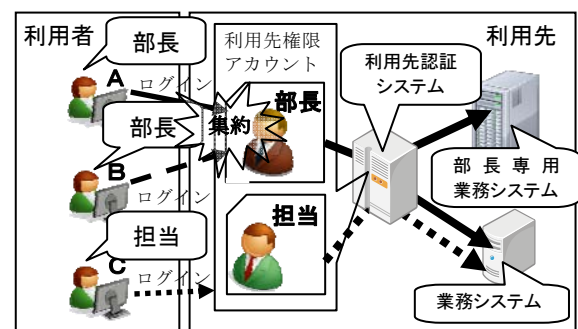 利用者
利用先
部長
利用先権限
アカウント
利用先認証
システム
A
ログイン
部長
集約
部長
B
ログイン
部長専用
業務システム
担当
担当
C
ログイン
業務システム